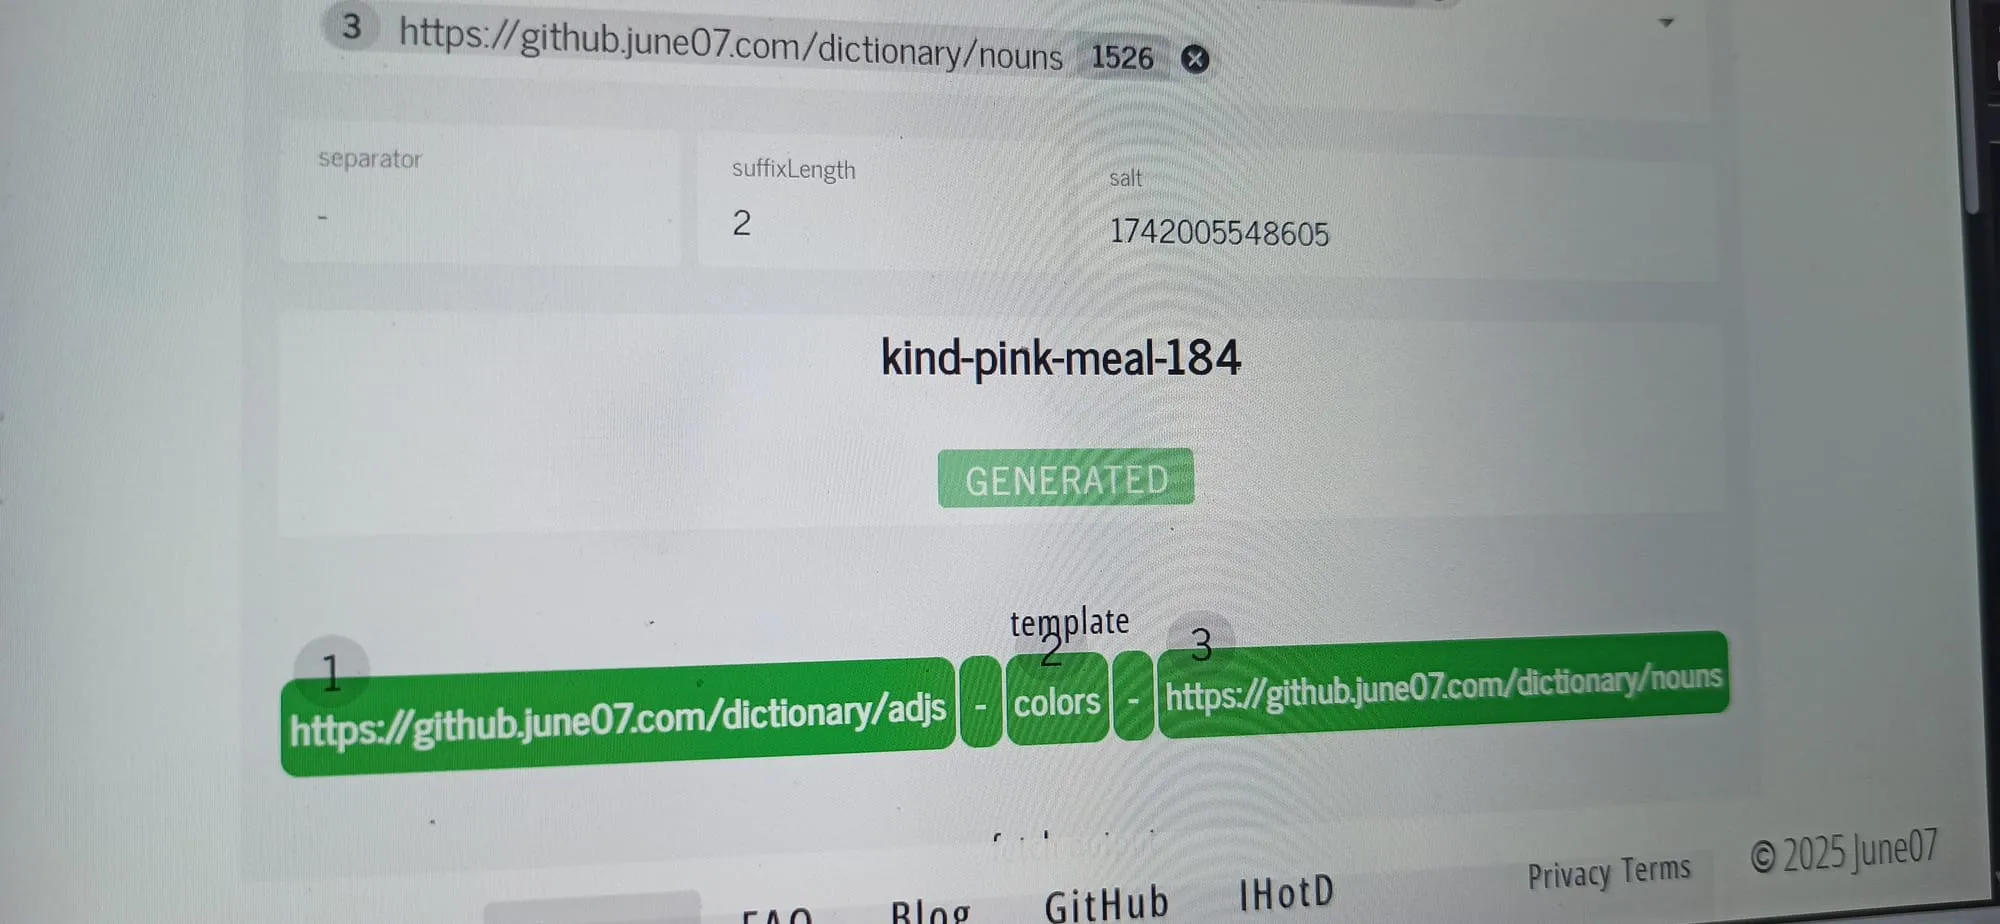 3 https://github.june07.com/dictionary/nouns 1526
separator suffixLength salt
- 2 1742005548605
kind-pink-meal-184
GENERATED
template
1 2 3
https://github.june07.com/dictionary/adjs - colors - https://github.june07.com/dictionary/nouns
FAQ Blog GitHub IHotD Privacy Terms © 2025 June07